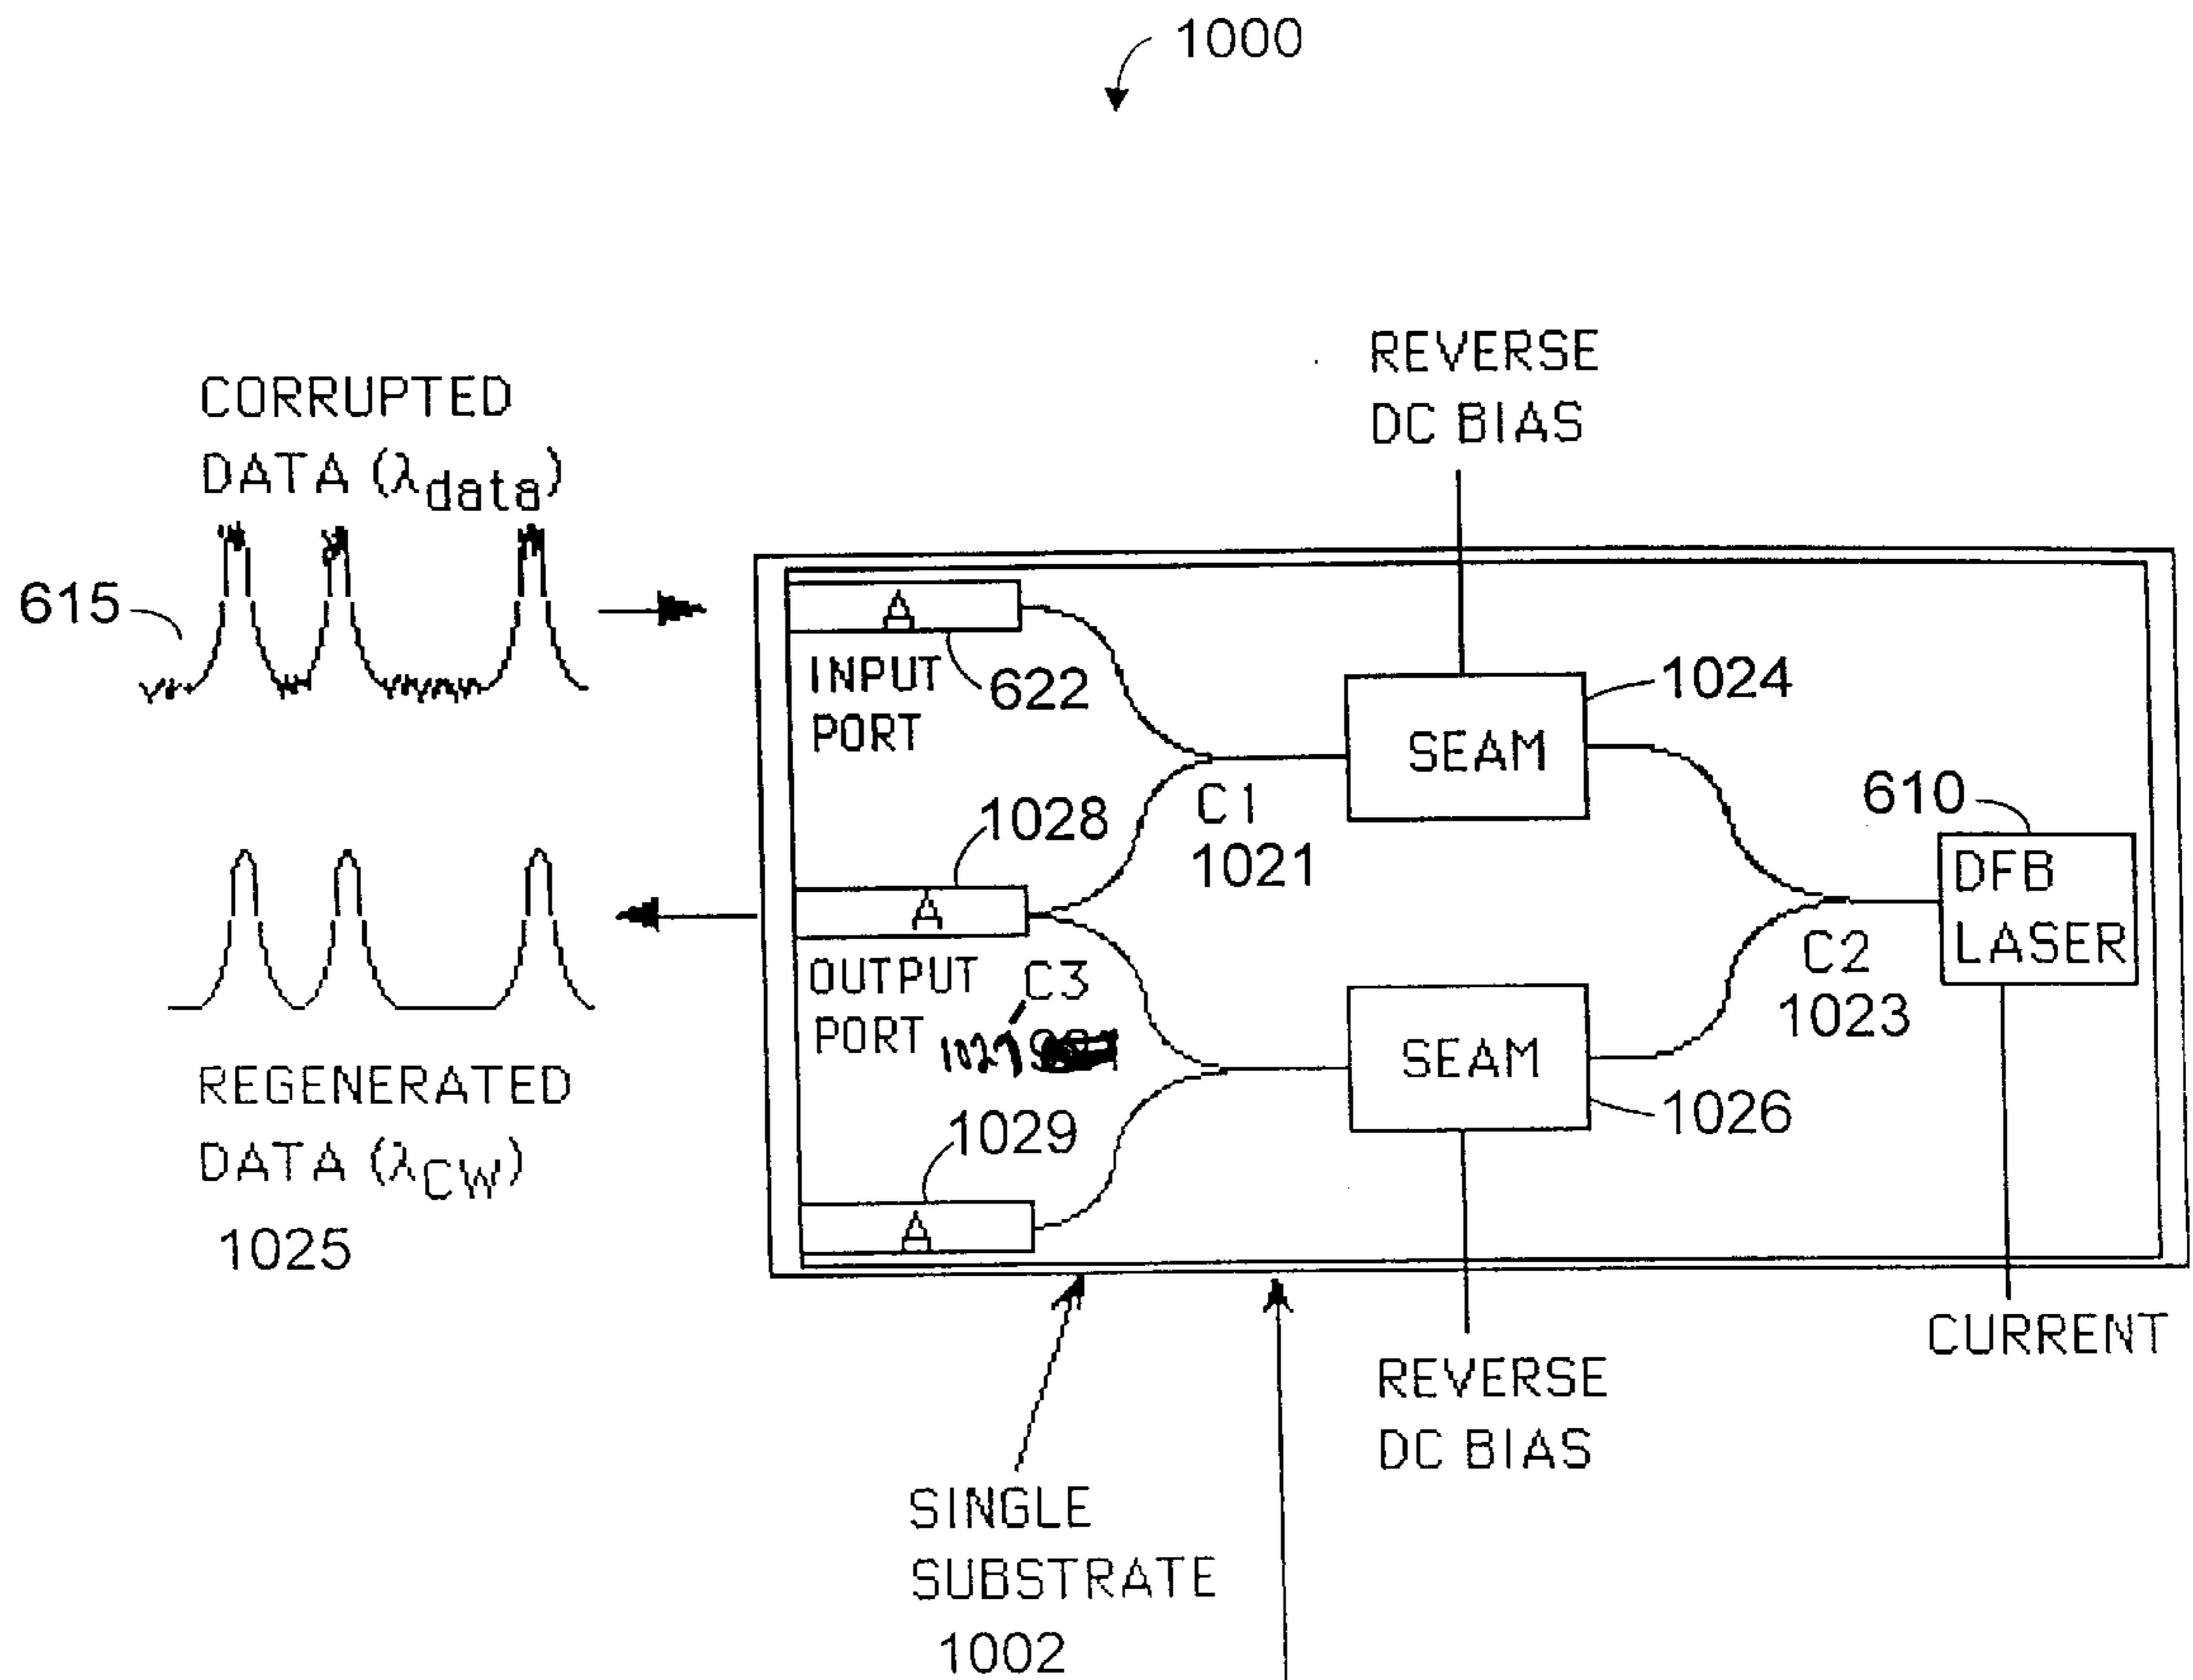 1000
REVERSE
DC BIAS
CORRUPTED
DATA (λdata)
615
A
INPUT
PORT
622
SEAM
1024
C1
1021
610
DFB
LASER
1028
A
OUTPUT
PORT
C3
1027
C2
1023
SEAM
1026
REGENERATED
DATA (λCW)
1025
1029
A
CURRENT
REVERSE
DC BIAS
SINGLE
SUBSTRATE
1002